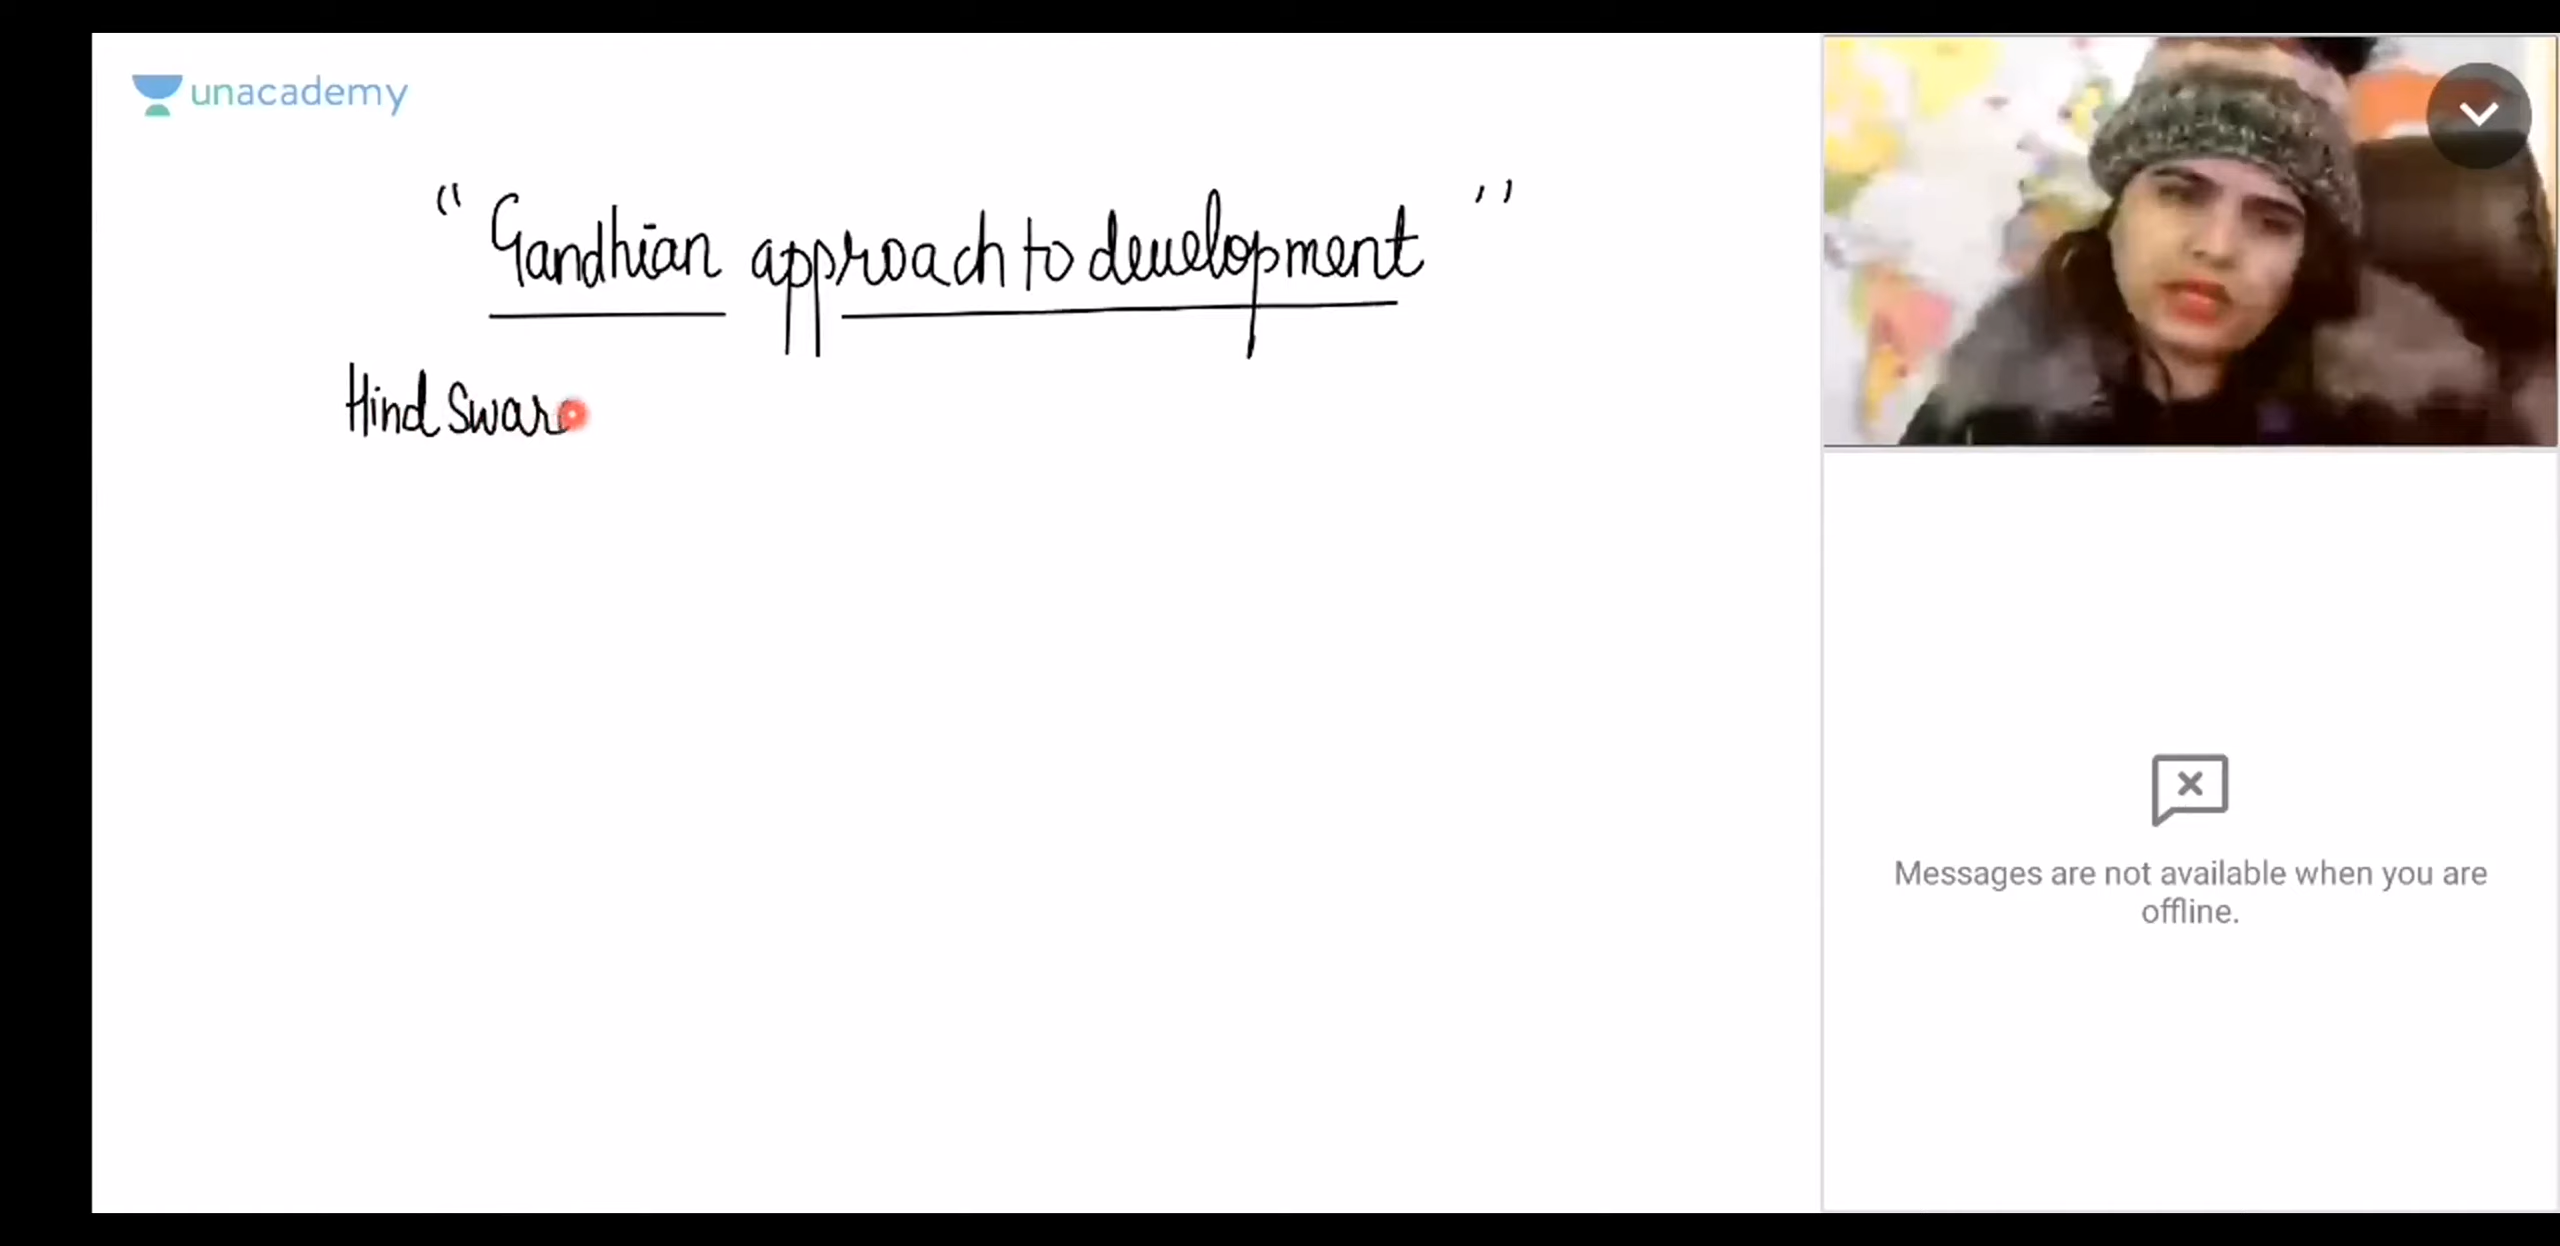 unacademy
" Gandhian approach to development "
Hind Swar
Messages are not available when you are
offline.